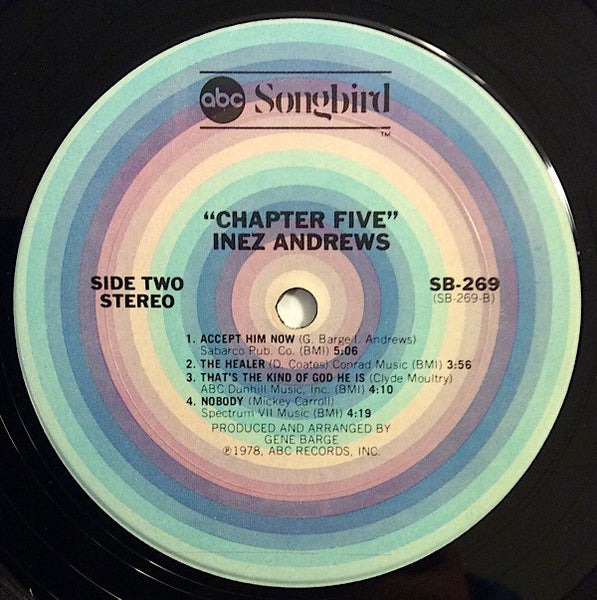 abc Songbird
TM
"CHAPTER FIVE"
INEZ ANDREWS
SIDE TWO
STEREO
SB-269
(SB-269-B)
1. ACCEPT HIM NOW (G. Barge I. Andrews)
Sabarco Pub. Co. (BMI) 5:06
2. THE HEALER (D. Coates) Conrad Music (BMI) 3:56
3. THAT'S THE KIND OF GOD HE IS (Clyde Moultry)
ABC Dunhill Music, Inc. (BMI) 4:10
4. NOBODY (Mickey Carroll)
Spectrum VII Music (BMI) 4:19
PRODUCED AND ARRANGED BY
GENE BARGE
℗1978, ABC RECORDS, INC.